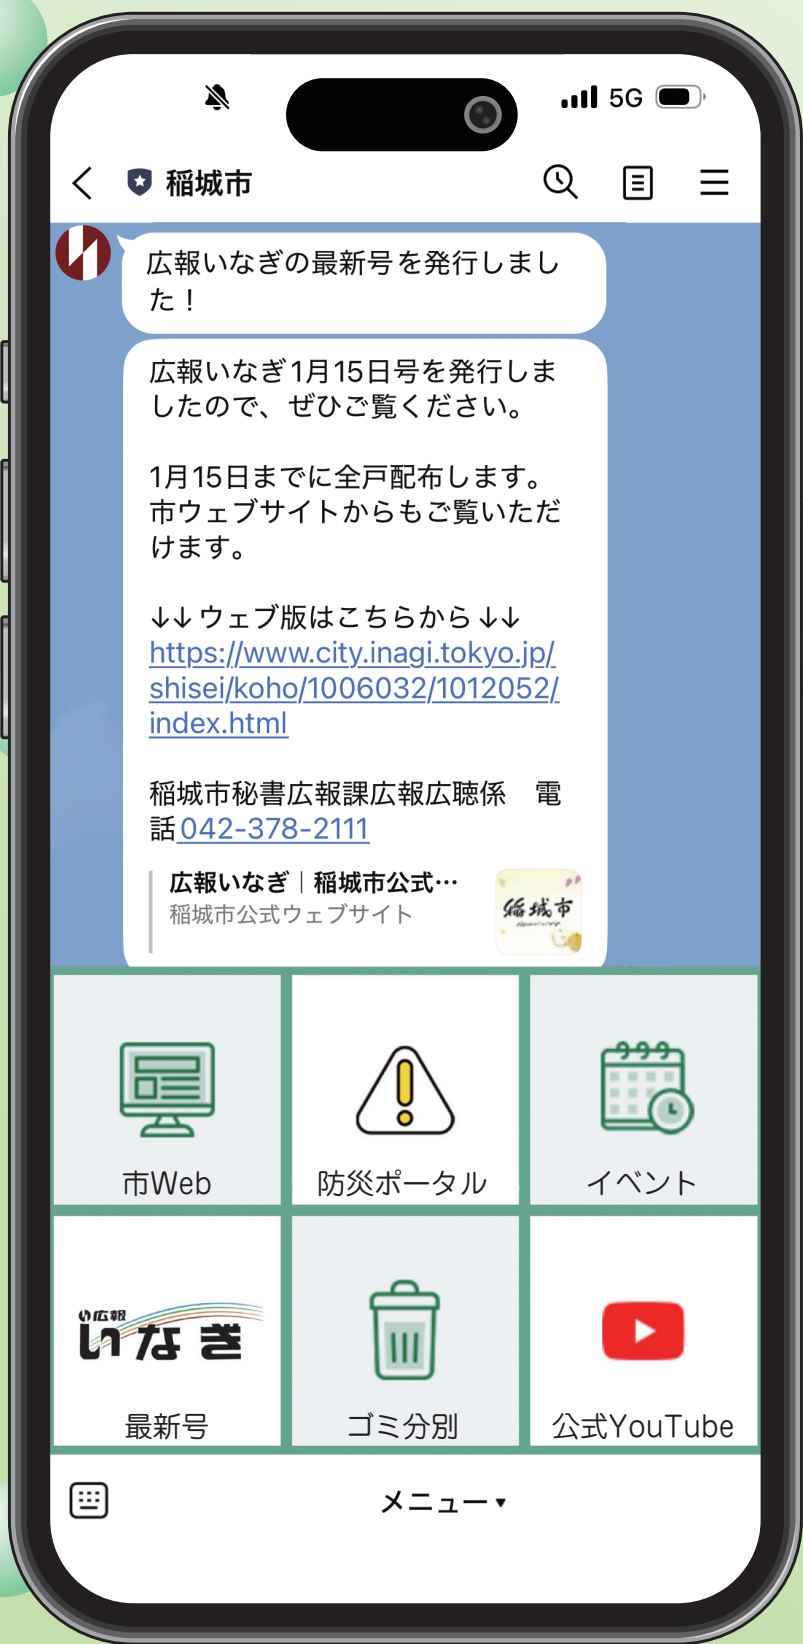 5G
稲城市
広報いなぎの最新号を発行しまし
た！
広報いなぎ1月15日号を発行しま
したので、ぜひご覧ください。
1月15日までに全戸配布します。
市ウェブサイトからもご覧いただ
けます。
↓↓ウェブ版はこちらから↓↓
https://www.city.inagi.tokyo.jp/
shisei/koho/1006032/1012052/
index.html
稲城市秘書広報課広報広聴係　電
話042-378-2111
広報いなぎ｜稲城市公式…
稲城市公式ウェブサイト
稲城市
市Web
防災ポータル
イベント
広報
いなぎ
最新号
ゴミ分別
公式YouTube
メニュー▼